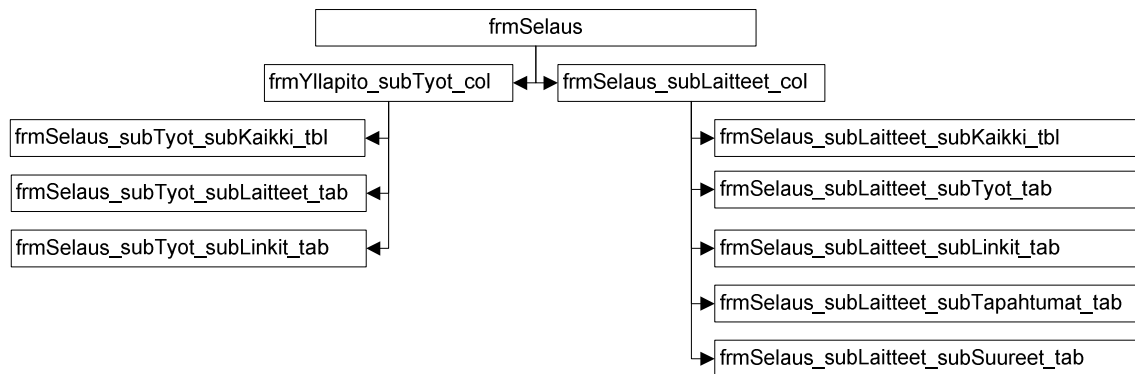 frmSelaus
frmYllapito_subTyot_col
frmSelaus_subLaitteet_col
frmSelaus_subTyot_subKaikki_tbl
frmSelaus_subTyot_subLaitteet_tab
frmSelaus_subTyot_subLinkit_tab
frmSelaus_subLaitteet_subKaikki_tbl
frmSelaus_subLaitteet_subTyot_tab
frmSelaus_subLaitteet_subLinkit_tab
frmSelaus_subLaitteet_subTapahtumat_tab
frmSelaus_subLaitteet_subSuureet_tab